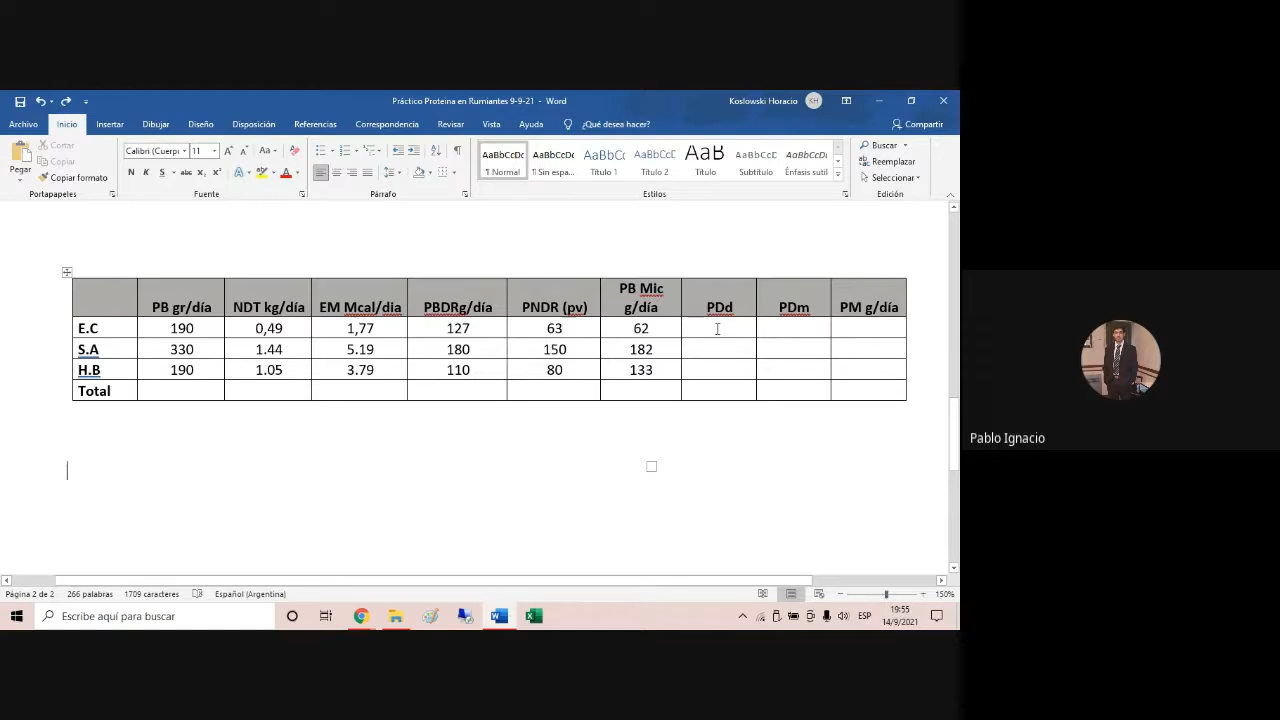 Práctico Proteina en Rumiantes 9-9-21 - Word
Koslowski Horacio KH
Archivo Inicio Insertar Dibujar Diseño Disposición Referencias Correspondencia Revisar Vista Ayuda ¿Qué desea hacer? Compartir
Pegar
Cortar
Copiar
Copiar formato
Portapapeles
Calibri (Cuerp 11
N K S abc
Fuente
Párrafo
AaBbCcDc AaBbCcDc AaBbCc AaBbCcC AaB AaBbCcD AaBbCcDc
¶ Normal ¶ Sin espa... Título 1 Título 2 Título Subtítulo Énfasis sutil
Estilos
Buscar
Reemplazar
Seleccionar
Edición
PB gr/día NDT kg/día EM Mcal/dia PBDRg/día PNDR (pv) PB Mic g/día PDd PDm PM g/día
E.C 190 0,49 1,77 127 63 62
S.A 330 1.44 5.19 180 150 182
H.B 190 1.05 3.79 110 80 133
Total
Página 2 de 2 266 palabras 1709 caracteres Español (Argentina) 150%
Escribe aquí para buscar
ESP
19:55
14/9/2021
Pablo Ignacio